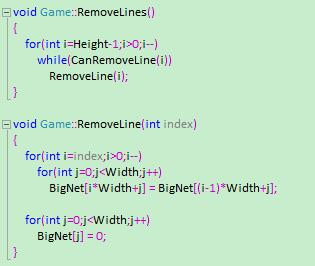 void Game::RemoveLines()
{
for(int i=Height-1;i>0;i--)
while(CanRemoveLine(i))
RemoveLine(i);
}
void Game::RemoveLine(int index)
{
for(int i=index;i>0;i--)
for(int j=0;j<Width;j++)
BigNet[i*Width+j] = BigNet[(i-1)*Width+j];
for(int j=0;j<Width;j++)
BigNet[j] = 0;
}